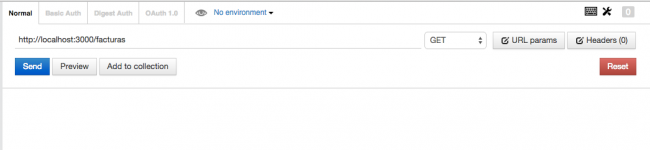 Normal Basic Auth Digest Auth OAuth 1.0 No environment 0
http://localhost:3000/facturas GET URL params Headers (0)
Send Preview Add to collection Reset